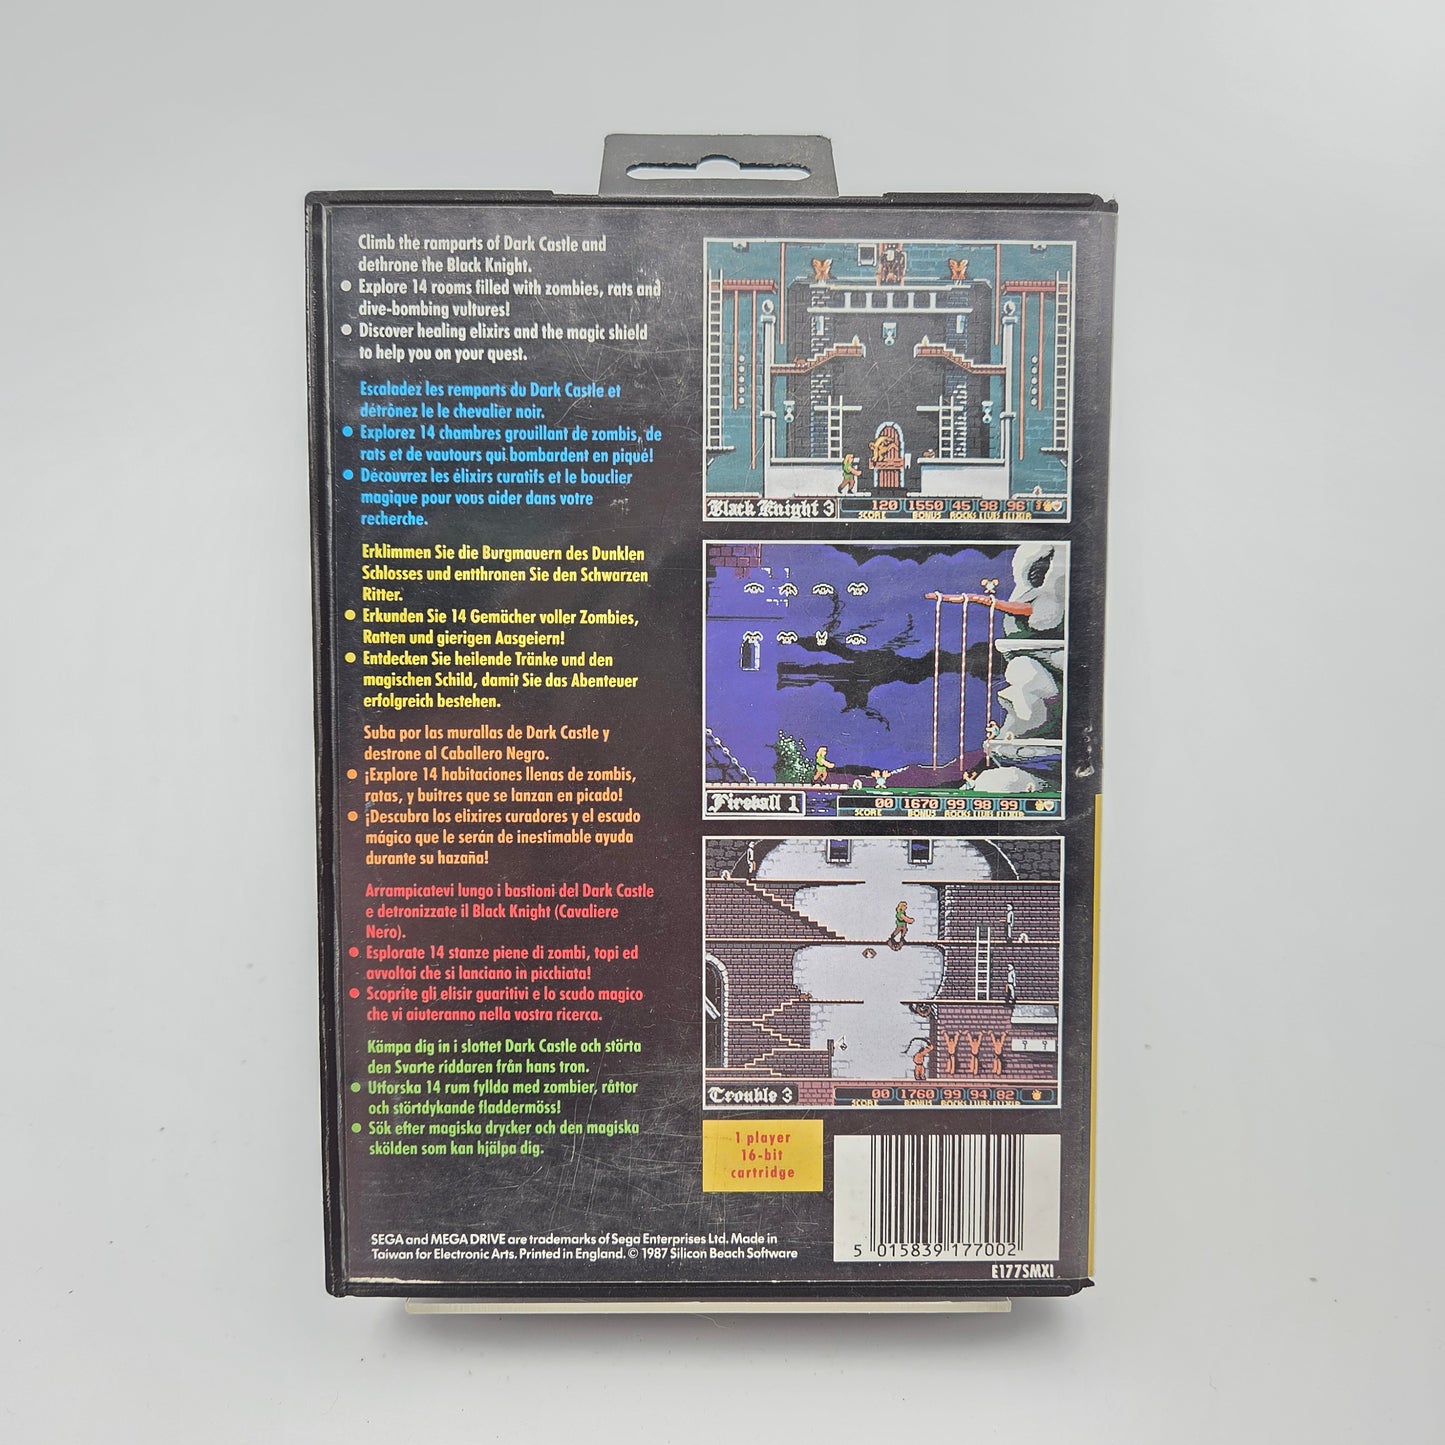 Climb the ramparts of Dark Castle and
dethrone the Black Knight.
● Explore 14 rooms filled with zombies, rats and
dive-bombing vultures!
● Discover healing elixirs and the magic shield
to help you on your quest.
Escaladez les remparts du Dark Castle et
détrônez le le chevalier noir.
● Explorez 14 chambres grouillant de zombis, de
rats et de vautours qui bombardent en piqué!
● Découvrez les élixirs curatifs et le bouclier
magique pour vous aider dans votre
recherche.
Erklimmen Sie die Burgmauern des Dunklen
Schlosses und entthronen Sie den Schwarzen
Ritter.
● Erkunden Sie 14 Gemächer voller Zombies,
Ratten und gierigen Aasgeiern!
● Entdecken Sie heilende Tränke und den
magischen Schild, damit Sie das Abenteuer
erfolgreich bestehen.
Suba por las murallas de Dark Castle y
destrone al Caballero Negro.
● ¡Explore 14 habitaciones llenas de zombis,
ratas, y buitres que se lanzan en picado!
● ¡Descubra los elixires curadores y el escudo
mágico que le serán de inestimable ayuda
durante su hazaña!
Arrampicatevi lungo i bastioni del Dark Castle
e detronizzate il Black Knight (Cavaliere
Nero).
● Esplorate 14 stanze piene di zombi, topi ed
avvoltoi che si lanciano in picchiata!
● Scoprite gli elisir guaritivi e lo scudo magico
che vi aiuteranno nella vostra ricerca.
Kämpa dig in i slottet Dark Castle och störta
den Svarte riddaren från hans tron.
● Utforska 14 rum fyllda med zombier, råttor
och störtdykande fladdermöss!
● Sök efter magiska drycker och den magiska
skölden som kan hjälpa dig.
SEGA and MEGA DRIVE are trademarks of Sega Enterprises Ltd. Made in
Taiwan for Electronic Arts. Printed in England. © 1987 Silicon Beach Software
Black Knight 3 120 1550 45 98 96
SCORE BONUS ROCKS LIVES ELIXIR
Fireball 1 00 1670 99 98 99
SCORE BONUS ROCKS LIVES ELIXIR
Trouble 3 00 1760 99 94 82
SCORE BONUS ROCKS LIVES ELIXIR
1 player
16-bit
cartridge
5 015839 177002
E177SMXI